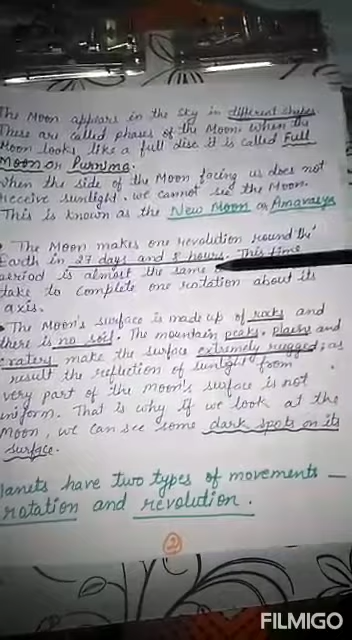 The Moon appears in the sky in different shapes
These are called phases of the Moon. When the
Moon looks like a full disc it is called Full
Moon or Purnima.
When the side of the Moon facing us does not
receive sunlight. we cannot see the Moon.
This is known as the New Moon or Amavasya
• The Moon makes one revolution round the
Earth in 27 days and 8 hours. This time
period is almost the same
take to complete one rotation about its
axis.
• The Moon's surface is made up of rocks and
there is no soil. The mountain peaks, and
craters make the surface extremely rugged; as
result the reflection of sunlight from
very part of the moon's surface is not
uniform. That is why if we look at the
Moon, we can see some dark spots on its
surface.
lanets have two types of movements —
rotation and revolution.
2
FILMIGO